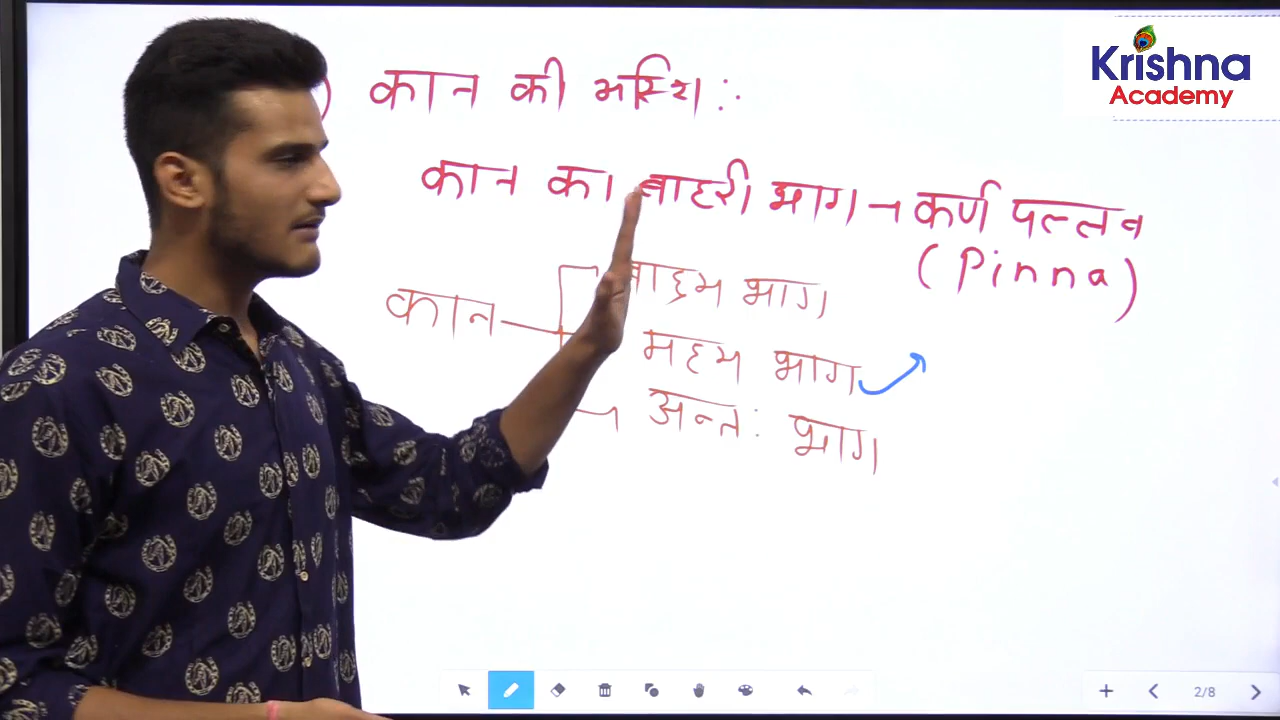 Krishna
Academy
) कान की अस्थि :-
कान का बाहरी भाग → कर्ण पल्लव
(Pinna)
कान
बाह्य भाग
मध्य भाग
अन्तः भाग
2/8